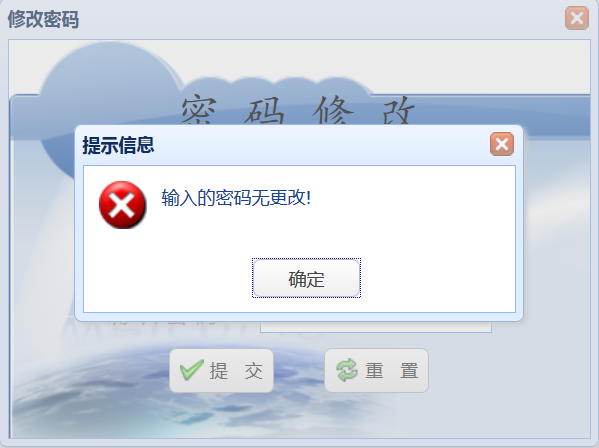 修改密码
密码修改
提示信息
输入的密码无更改!
确定
提 交
重 置